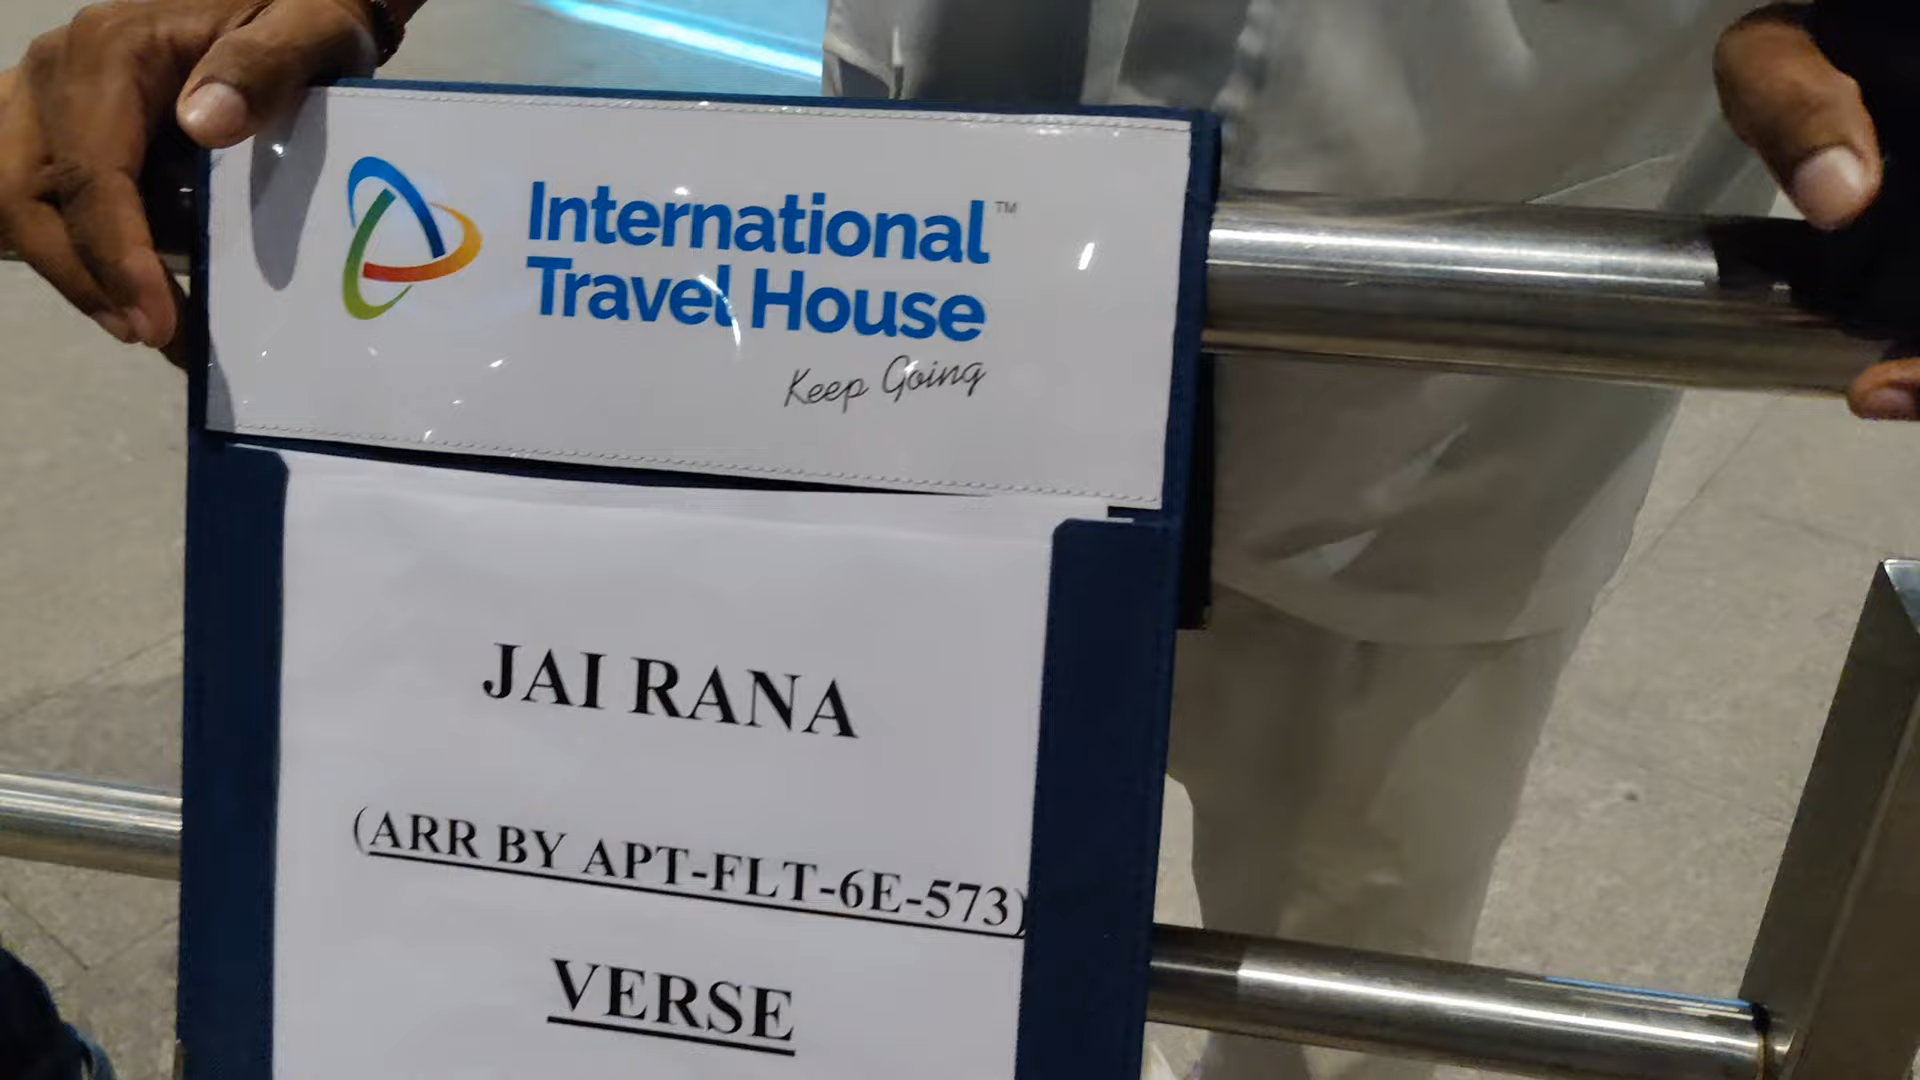 International™
Travel House
Keep Going
JAI RANA
(ARR BY APT-FLT-6E-573)
VERSE